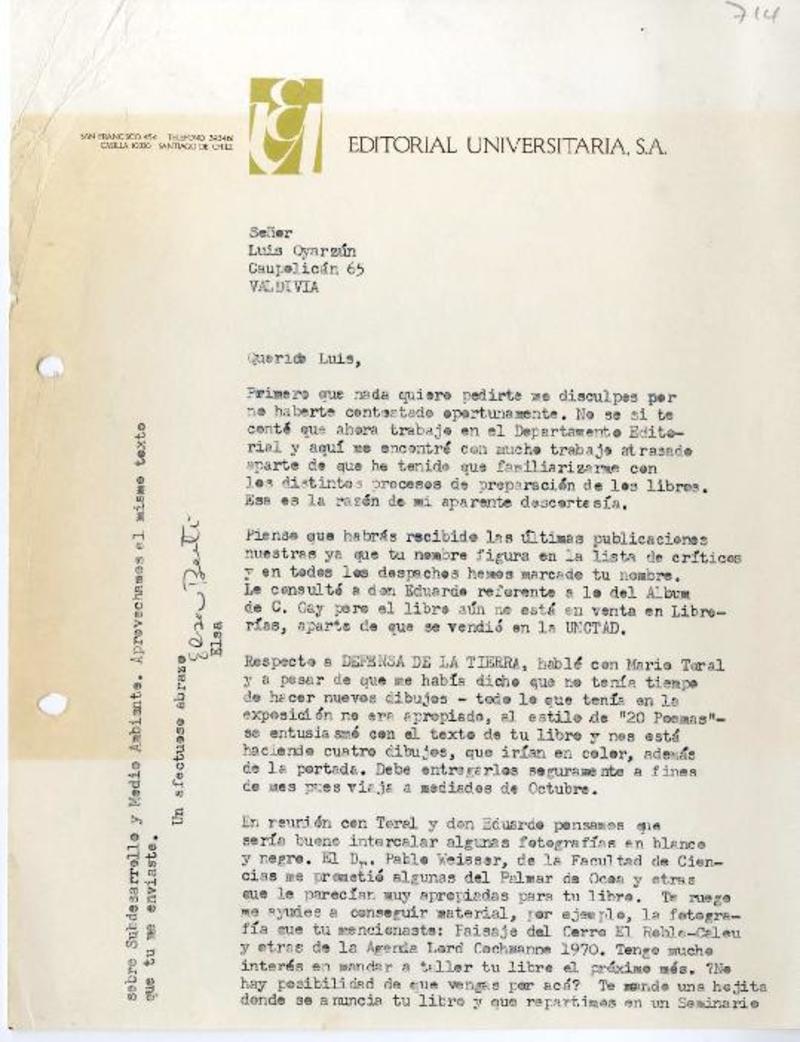 714
SAN FRANCISCO 454 TELEFONO 393461
CASILLA 10220 SANTIAGO DE CHILE
EDITORIAL UNIVERSITARIA, S.A.
Señor
Luis Oyarzún
Caupolicán 65
VALDIVIA
Querido Luis,
Primero que nada quiero pedirte me disculpes por
no haberte contestado oportunamente. No se si te
conté que ahora trabajo en el Departamento Edito-
rial y aquí me encontré con mucho trabajo atrasado
aparte de que he tenido que familiarizarme con
los distintos procesos de preparación de los libros.
Esa es la razón de mi aparente descortesía.
Pienso que habrás recibido las últimas publicaciones
nuestras ya que tu nombre figura en la lista de críticos
y en todos los despachos hemos marcado tu nombre.
Le consulté a don Eduardo referente a lo del Album
de C. Gay pero el libro aún no está en venta en Libre-
rías, aparte de que se vendió en la UNCTAD.
Respecto a DEFENSA DE LA TIERRA, hablé con Mario Toral
y a pesar de que me había dicho que no tenía tiempo
de hacer nuevos dibujos - todo lo que tenía en la
exposición no era apropiado, al estilo de "20 Poemas"-
se entusiasmó con el texto de tu libro y nos está
haciendo cuatro dibujos, que irían en color, además
de la portada. Debe entregarlos seguramente a fines
de mes pues viaja a mediados de Octubre.
En reunión con Toral y don Eduardo pensamos que
sería bueno intercalar algunas fotografías en blanco
y negro. El Dr. Pablo Weisser, de la Facultad de Cien-
cias me prometió algunas del Palmar de Ocoa y otras
que le parecían muy apropiadas para tu libro. Te ruego
me ayudes a conseguir material, por ejemplo, la fotogra-
fía que tu mencionaste: Paisaje del Cerro El Roble-Caleu
y otras de la Agenda Lord Cochmanne 1970. Tengo mucho
interés en mandar a taller tu libro el próximo més. ?No
hay posibilidad de que vengas por acá? Te mando una hojita
donde se anuncia tu libro y que repartimos en un Seminario
sobre Subdesarrollo y Medio Ambiante. Aprovechamos el mismo texto
que tu me enviaste.
Un afectuoso abrazo
Elsa